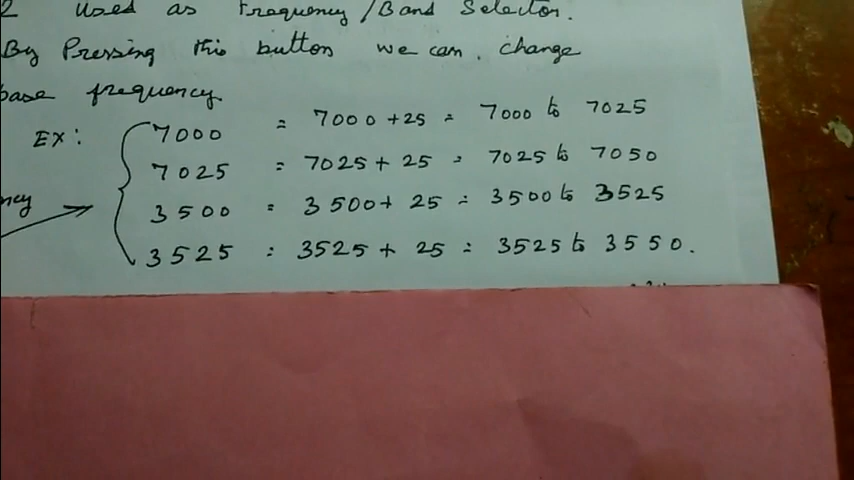 2 Used as Frequency/Band Selector.
By Pressing this button we can. change
base frequency
EX: 7000 = 7000+25 = 7000 to 7025
7025 = 7025+ 25 = 7025 to 7050
ncy 3500 = 3500+ 25 = 3500 to 3525
3525 = 3525 + 25 = 3525 to 3550.